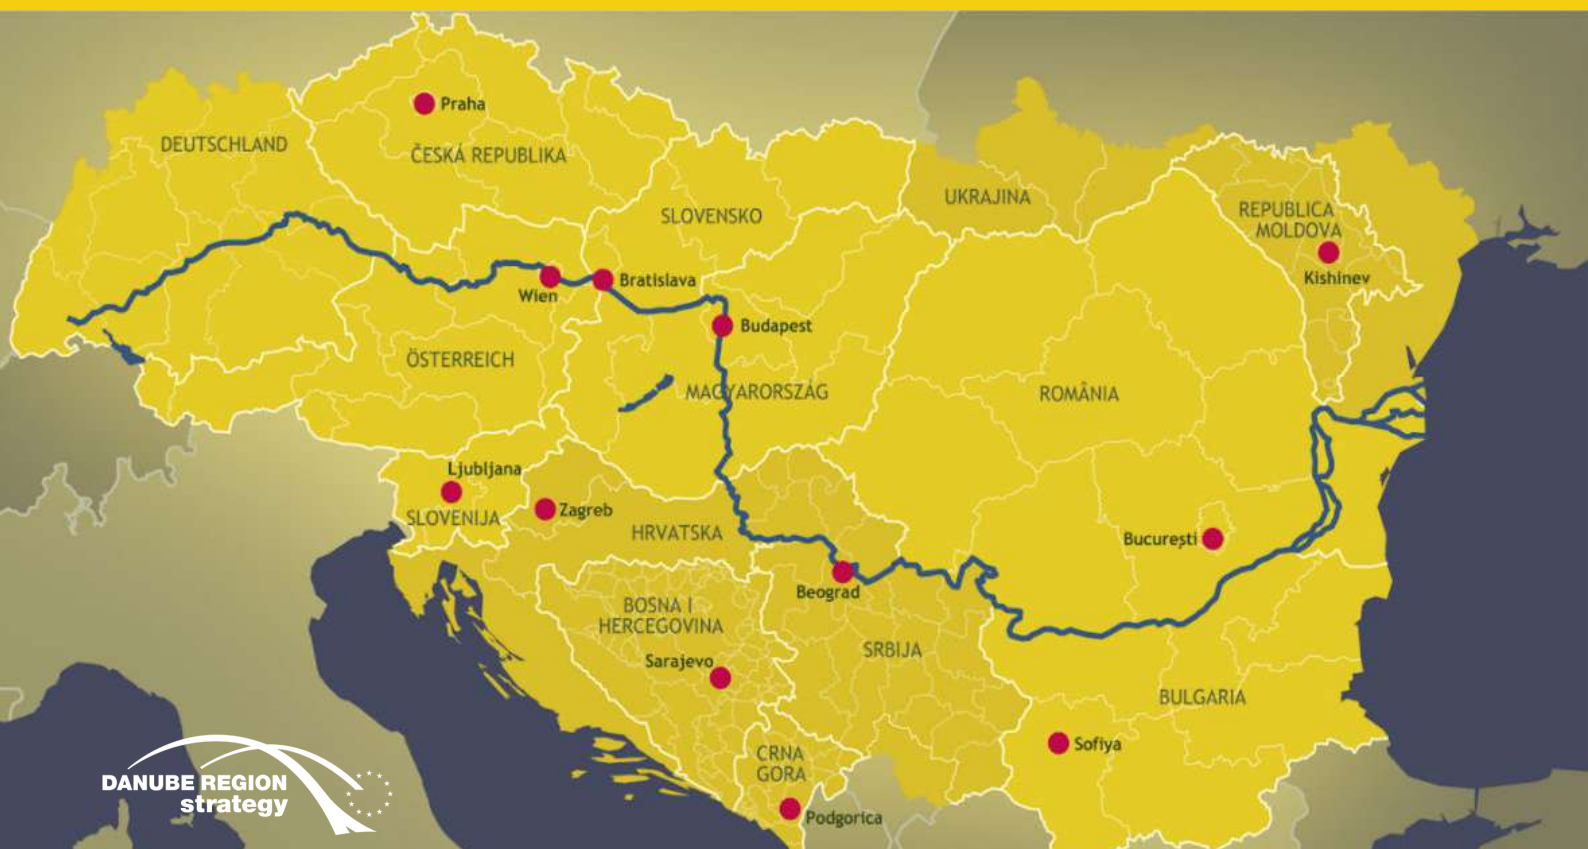 Praha
DEUTSCHLAND
ČESKÁ REPUBLIKA
UKRAJINA
SLOVENSKO
REPUBLICA
MOLDOVA
Kishinev
Wien
Bratislava
Budapest
ÖSTERREICH
MAGYARORSZÁG
ROMÂNIA
Ljubljana
SLOVENIJA
Zagreb
HRVATSKA
București
Beograd
BOSNA I
HERCEGOVINA
Sarajevo
SRBIJA
BULGARIA
Sofiya
CRNA
GORA
Podgorica
DANUBE REGION
strategy